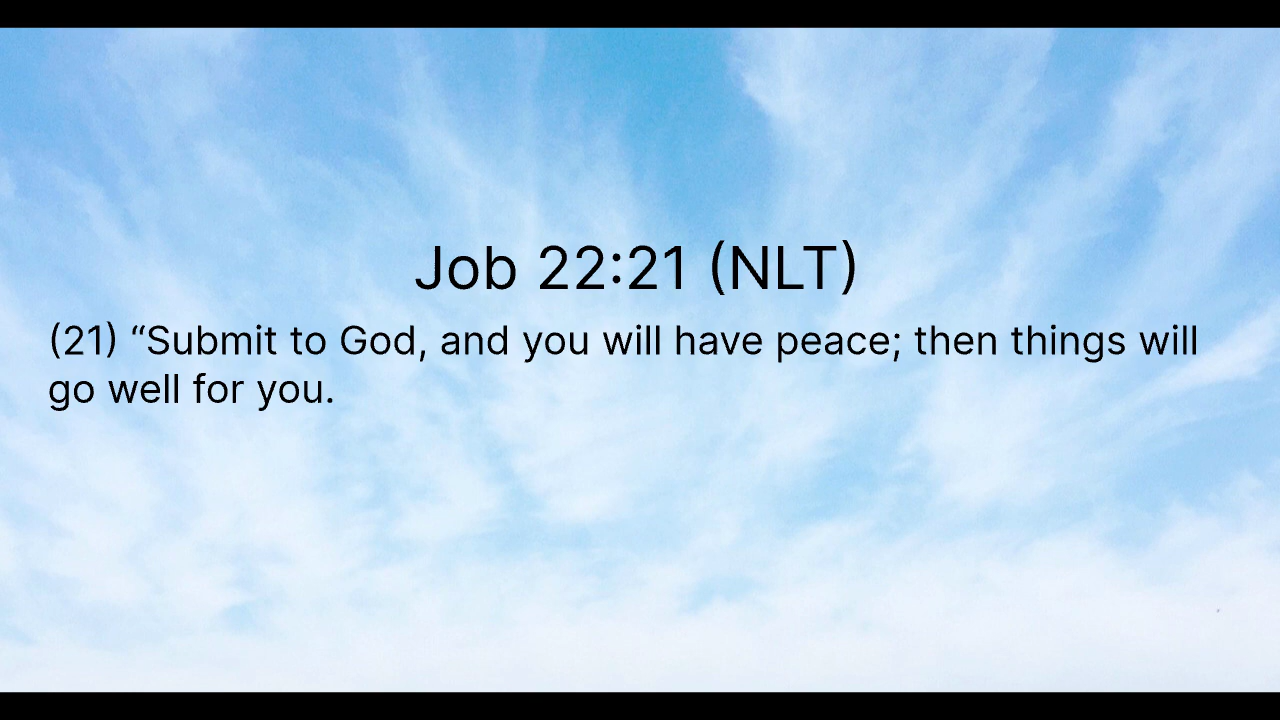 Job 22:21 (NLT)
(21) “Submit to God, and you will have peace; then things will
go well for you.